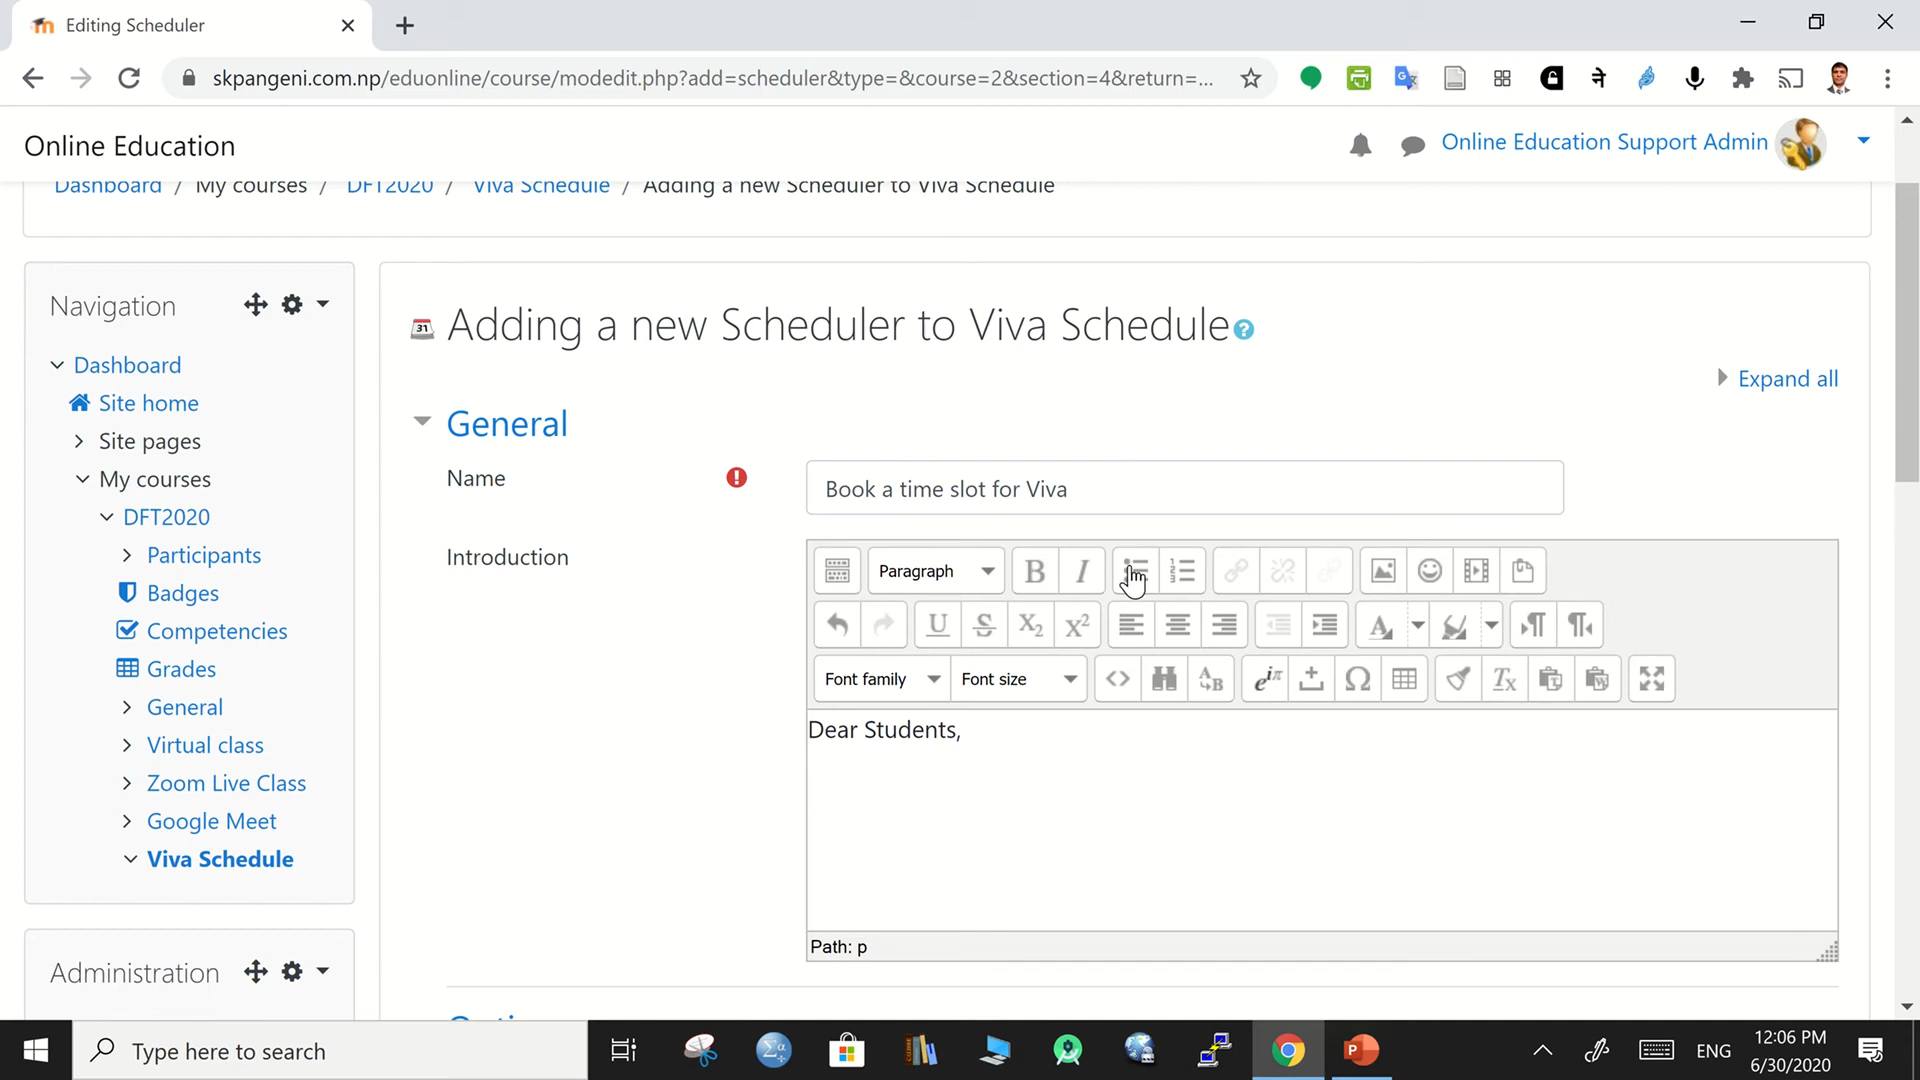 Editing Scheduler
skpangeni.com.np/eduonline/course/modedit.php?add=scheduler&type=&course=2&section=4&return=...
Online Education
Online Education Support Admin
Dashboard / My courses / DFT2020 / Viva Schedule / Adding a new Scheduler to Viva Schedule
Navigation
Dashboard
Site home
Site pages
My courses
DFT2020
Participants
Badges
Competencies
Grades
General
Virtual class
Zoom Live Class
Google Meet
Viva Schedule
Administration
31 Adding a new Scheduler to Viva Schedule
Expand all
General
Name
Book a time slot for Viva
Introduction
Paragraph
Font family
Font size
Dear Students,
Path: p
Type here to search
ENG
12:06 PM
6/30/2020